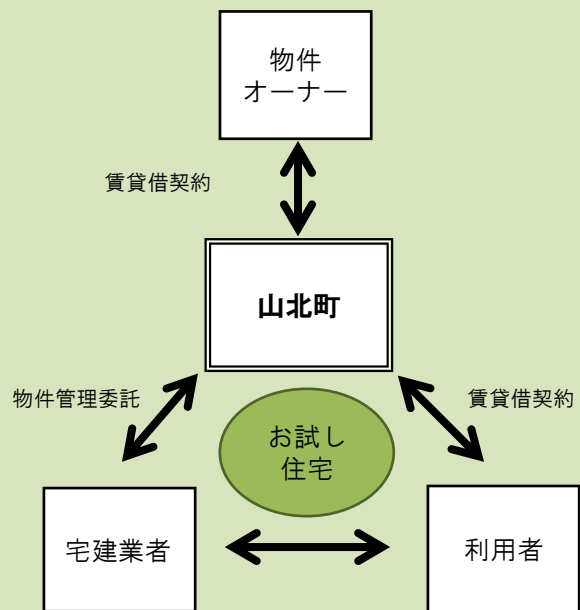 物件
オーナー
賃貸借契約
山北町
物件管理委託
賃貸借契約
お試し
住宅
宅建業者
利用者